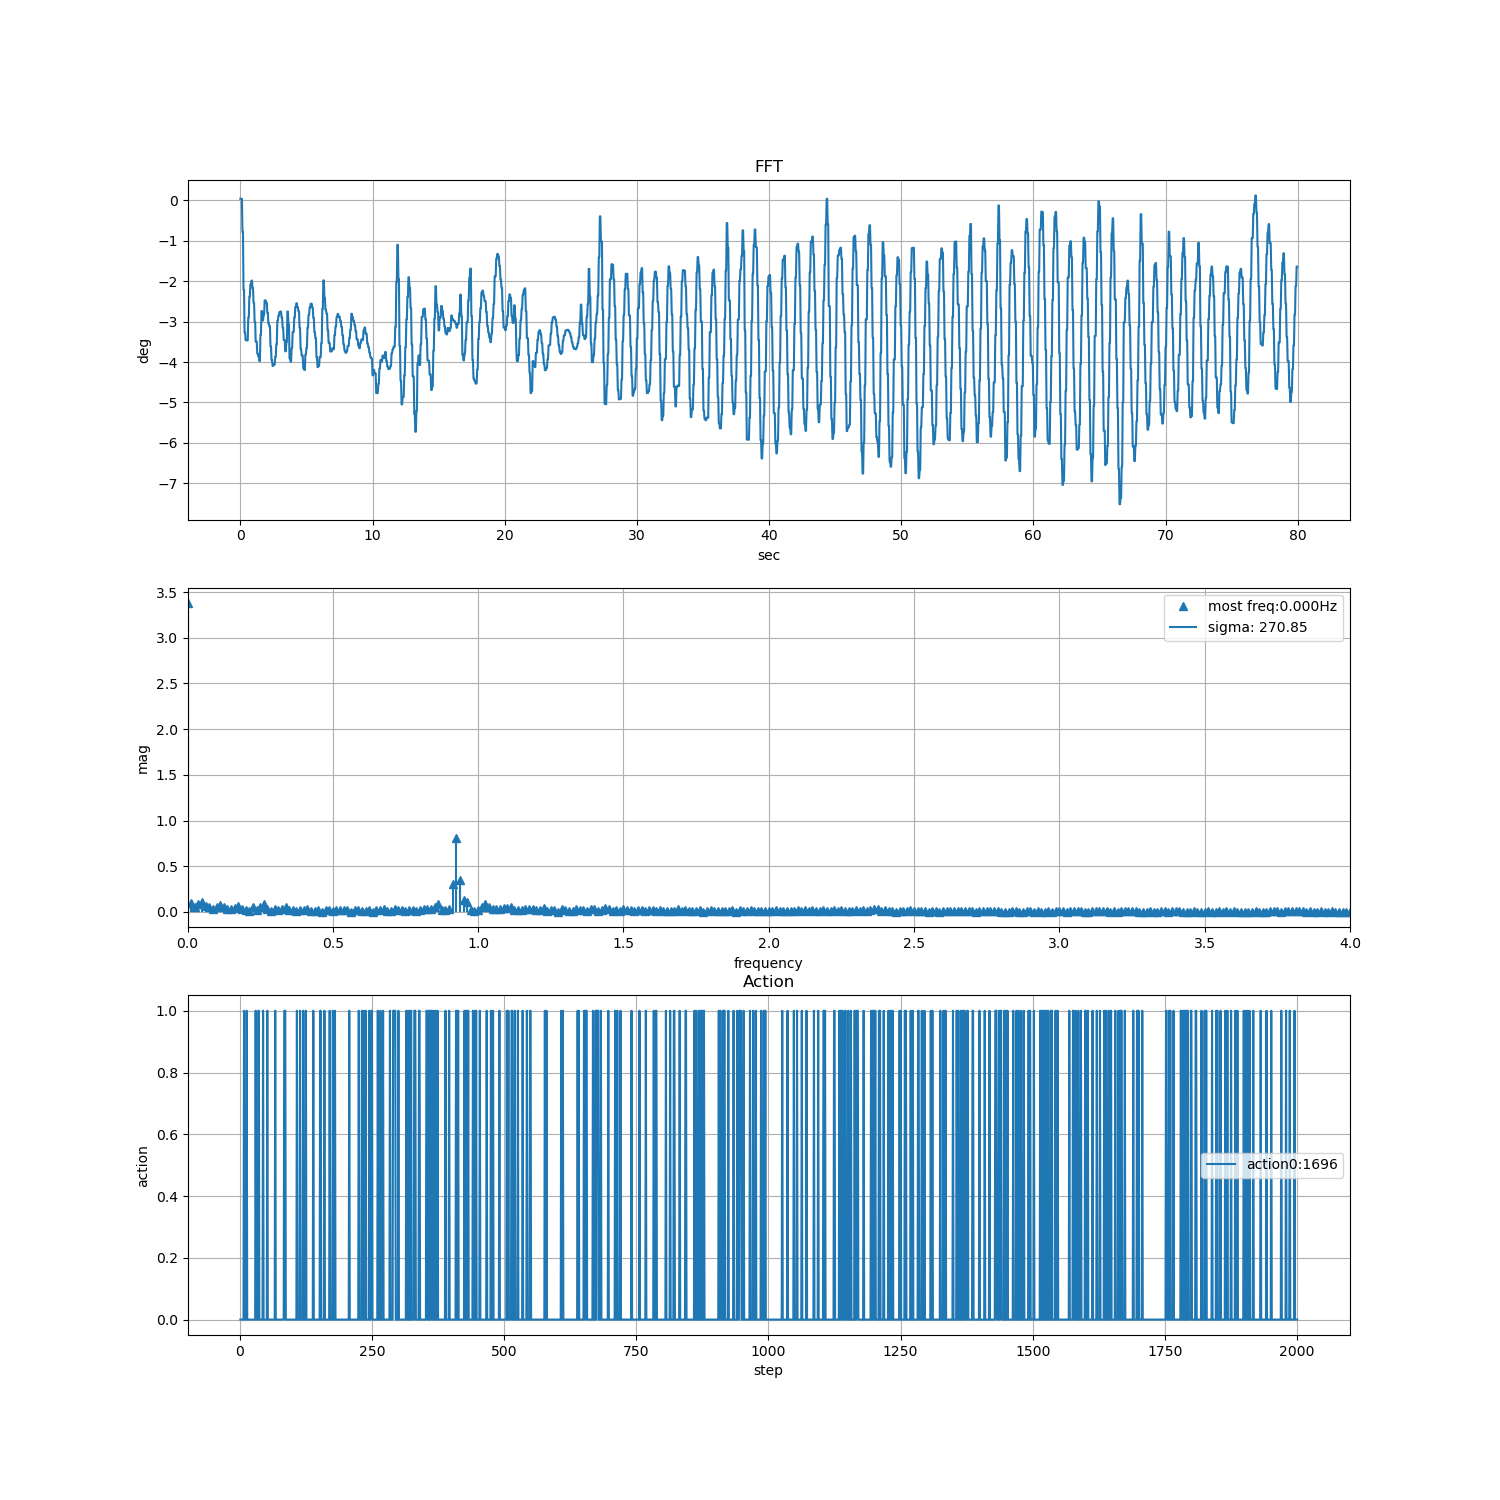 FFT
0
−1
−2
−3
−4
−5
−6
−7
deg
0 10 20 30 40 50 60 70 80
sec
3.5
3.0
2.5
2.0
1.5
1.0
0.5
0.0
mag
most freq:0.000Hz
sigma: 270.85
0.0 0.5 1.0 1.5 2.0 2.5 3.0 3.5 4.0
frequency
Action
1.0
0.8
0.6
0.4
0.2
0.0
action
action0:1696
0 250 500 750 1000 1250 1500 1750 2000
step